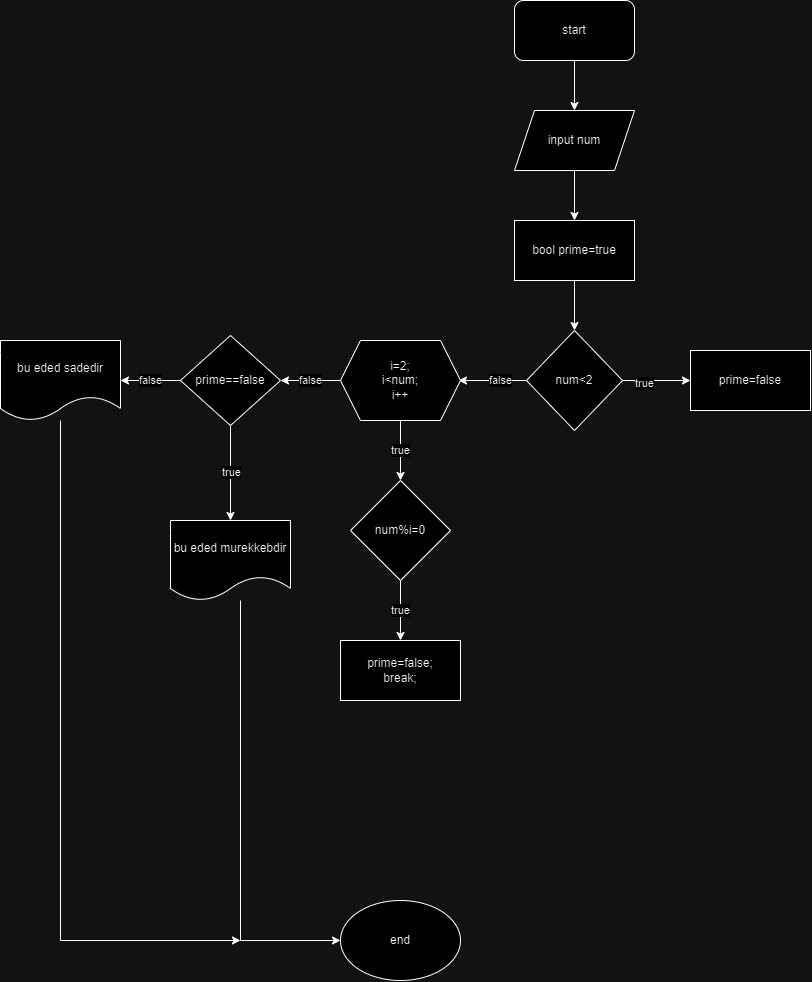 start
input num
bool prime=true
num<2
true
prime=false
false
i=2;
i<num;
i++
false
prime==false
false
bu eded sadedir
true
bu eded murekkebdir
true
num%i=0
true
prime=false;
break;
end